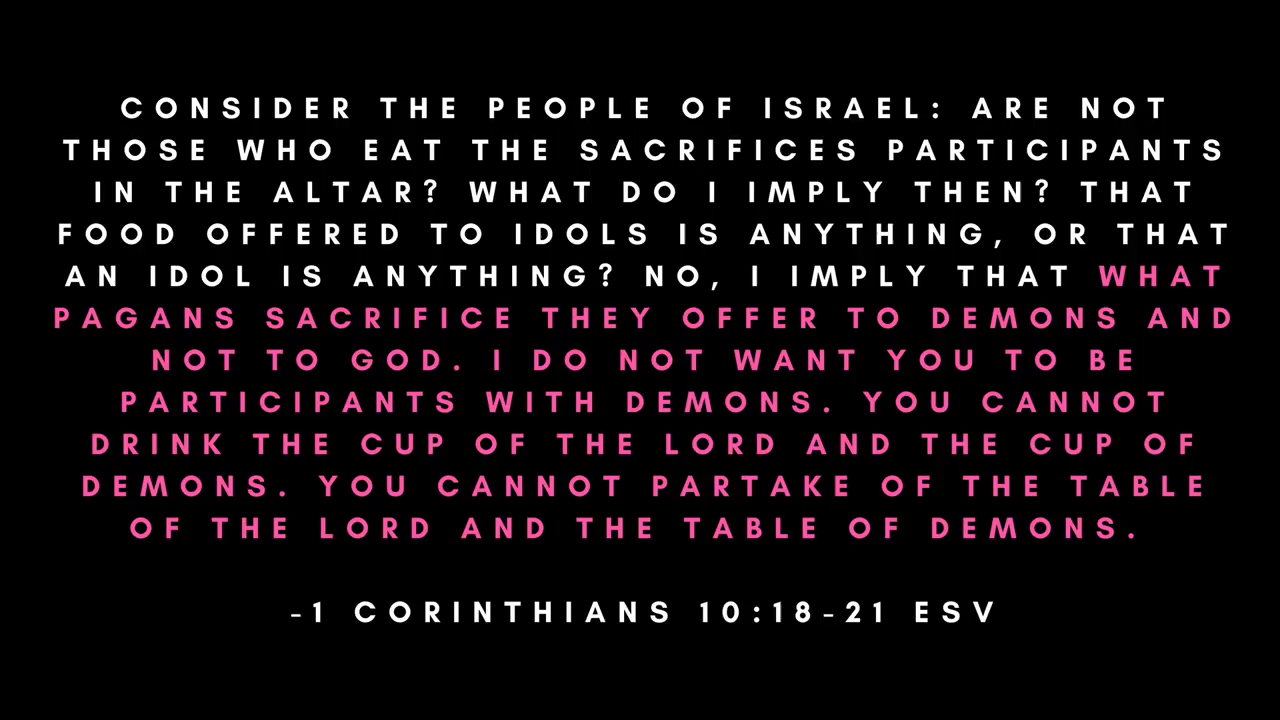 CONSIDER THE PEOPLE OF ISRAEL: ARE NOT
THOSE WHO EAT THE SACRIFICES PARTICIPANTS
IN THE ALTAR? WHAT DO I IMPLY THEN? THAT
FOOD OFFERED TO IDOLS IS ANYTHING, OR THAT
AN IDOL IS ANYTHING? NO, I IMPLY THAT WHAT
PAGANS SACRIFICE THEY OFFER TO DEMONS AND
NOT TO GOD. I DO NOT WANT YOU TO BE
PARTICIPANTS WITH DEMONS. YOU CANNOT
DRINK THE CUP OF THE LORD AND THE CUP OF
DEMONS. YOU CANNOT PARTAKE OF THE TABLE
OF THE LORD AND THE TABLE OF DEMONS.
-1 CORINTHIANS 10:18-21 ESV